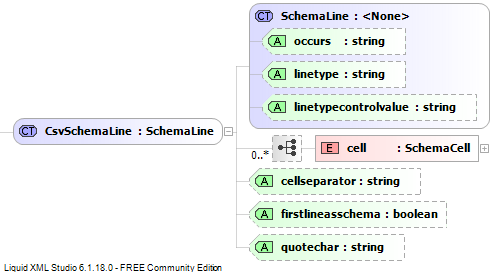 CT SchemaLine : <None>
A occurs : string
A linetype : string
A linetypecontrolvalue : string
CT CsvSchemaLine : SchemaLine
0..*
E cell : SchemaCell
A cellseparator : string
A firstlineasschema : boolean
A quotechar : string
Liquid XML Studio 6.1.18.0 - FREE Community Edition